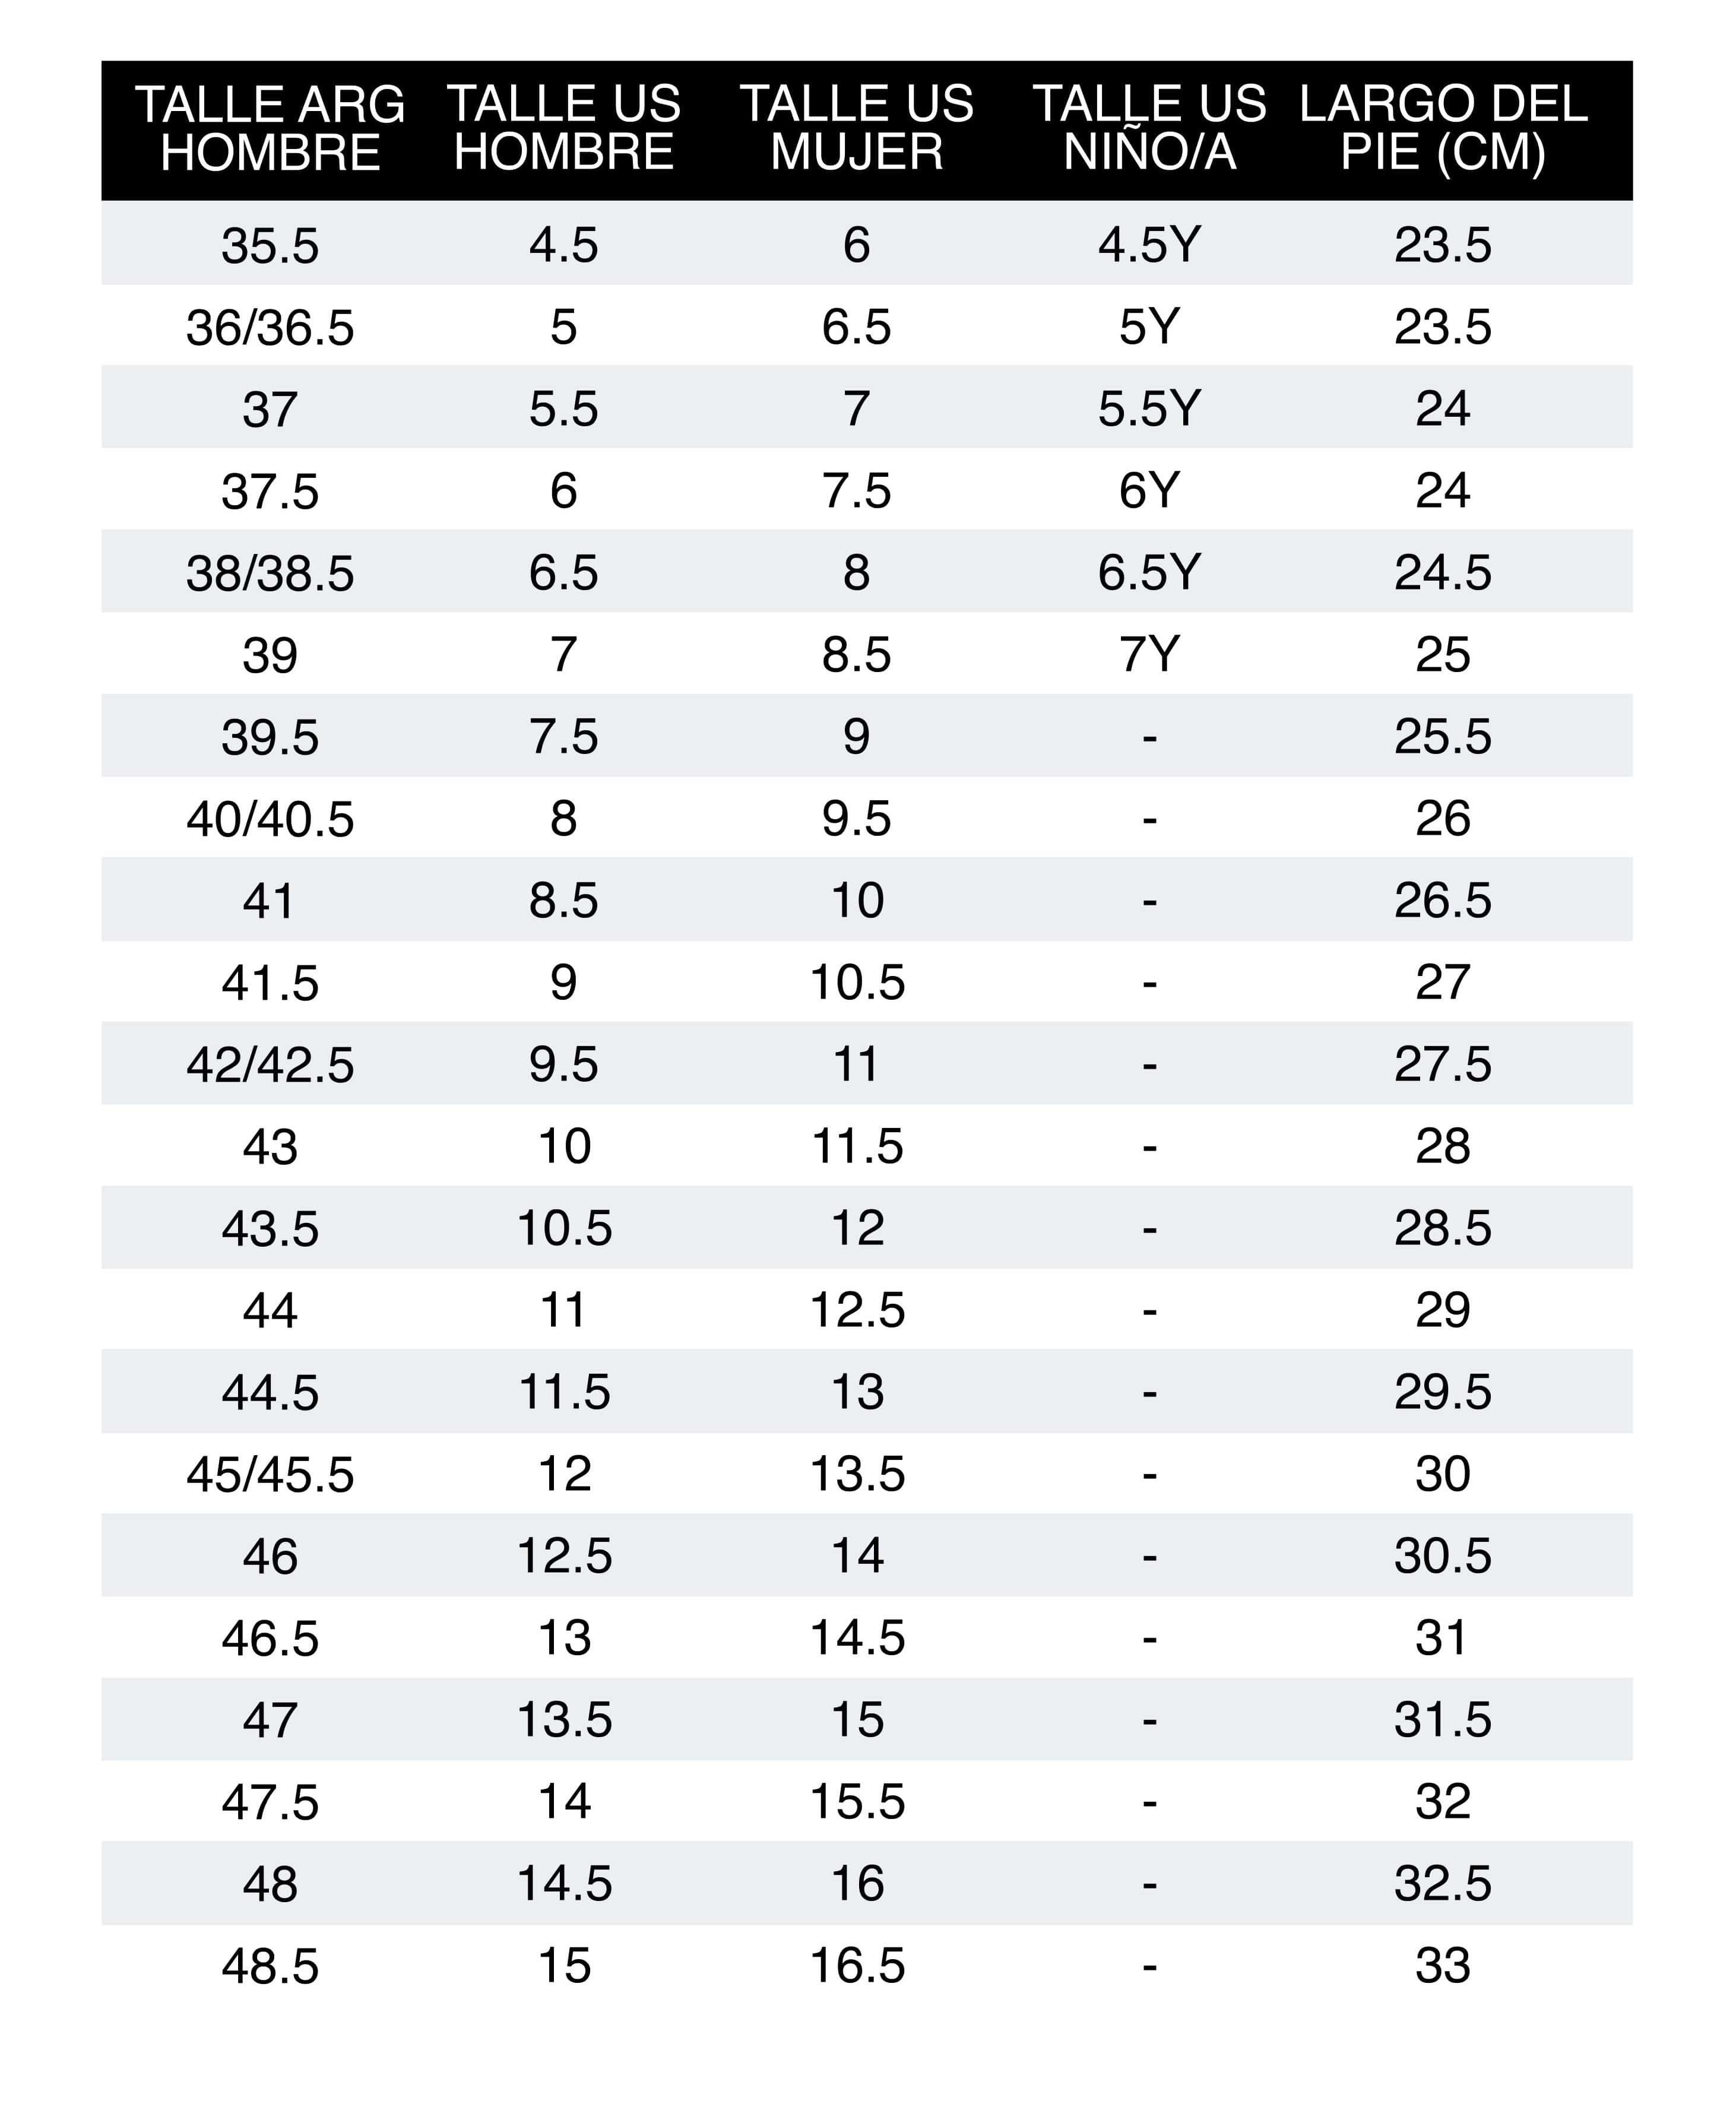 TALLE ARG HOMBRE TALLE US HOMBRE TALLE US MUJER TALLE US NIÑO/A LARGO DEL PIE (CM)
35.5 4.5 6 4.5Y 23.5
36/36.5 5 6.5 5Y 23.5
37 5.5 7 5.5Y 24
37.5 6 7.5 6Y 24
38/38.5 6.5 8 6.5Y 24.5
39 7 8.5 7Y 25
39.5 7.5 9 - 25.5
40/40.5 8 9.5 - 26
41 8.5 10 - 26.5
41.5 9 10.5 - 27
42/42.5 9.5 11 - 27.5
43 10 11.5 - 28
43.5 10.5 12 - 28.5
44 11 12.5 - 29
44.5 11.5 13 - 29.5
45/45.5 12 13.5 - 30
46 12.5 14 - 30.5
46.5 13 14.5 - 31
47 13.5 15 - 31.5
47.5 14 15.5 - 32
48 14.5 16 - 32.5
48.5 15 16.5 - 33